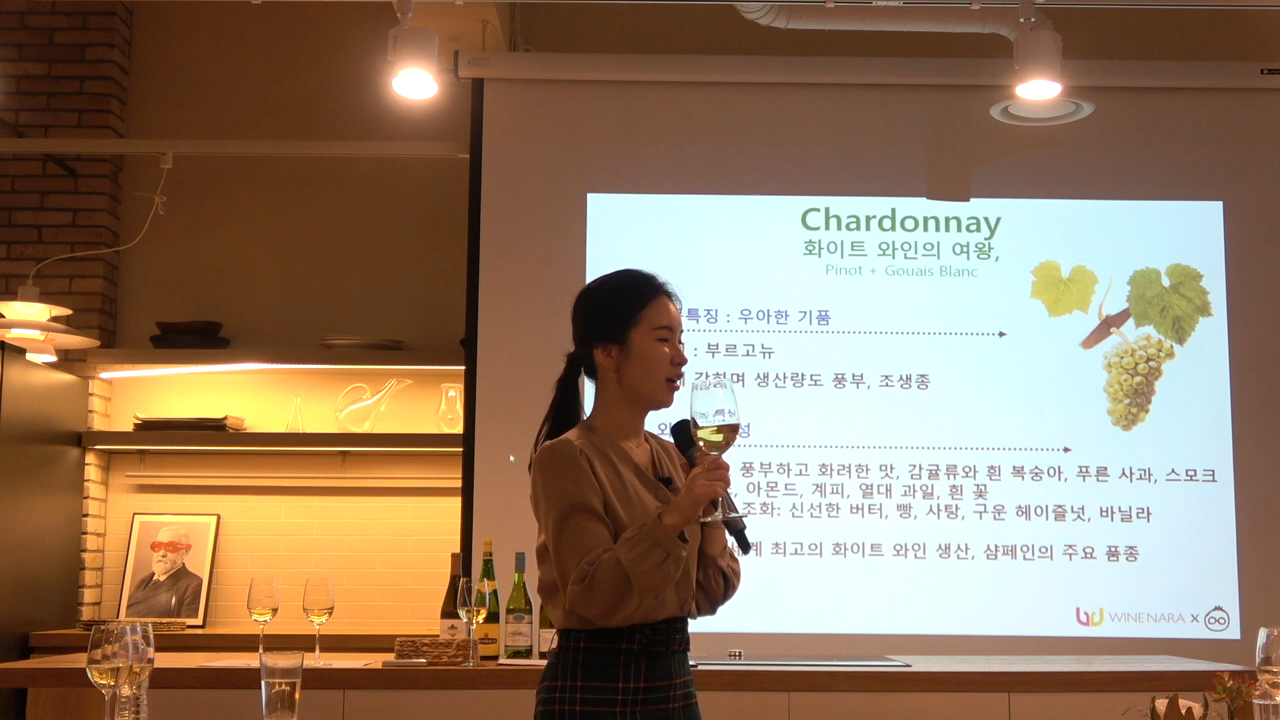 Chardonnay
화이트 와인의 여왕,
Pinot + Gouais Blanc
특징 : 우아한 기품
: 부르고뉴
강하며 생산량도 풍부, 조생종
성
풍부하고 화려한 맛, 감귤류와 흰 복숭아, 푸른 사과, 스모크
아몬드, 계피, 열대 과일, 흰 꽃
조화: 신선한 버터, 빵, 사탕, 구운 헤이즐넛, 바닐라
세계 최고의 화이트 와인 생산, 샴페인의 주요 품종
WINENARA x